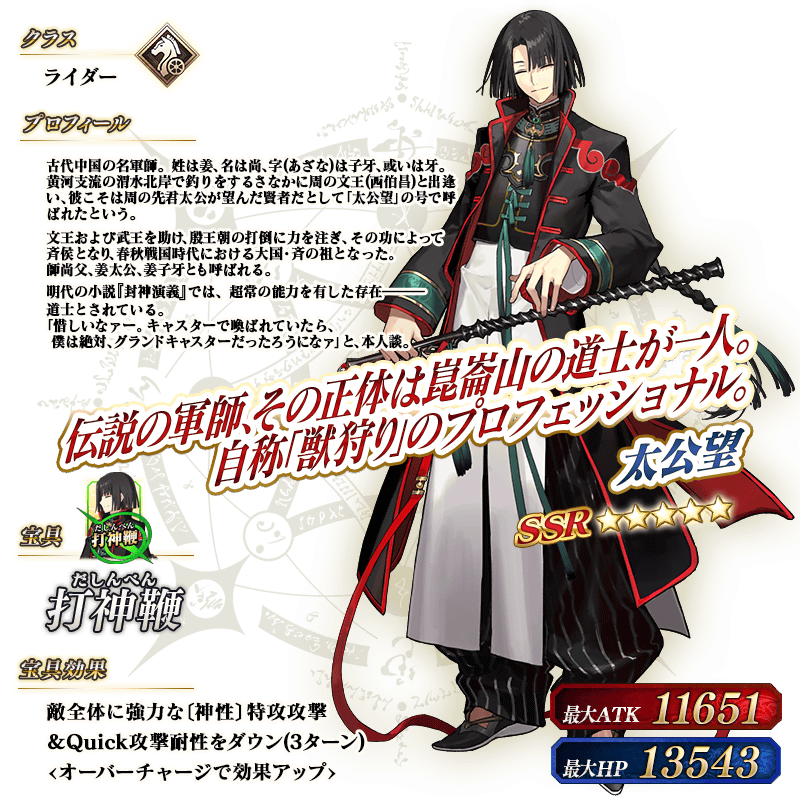 クラス
ライダー
プロフィール
古代中国の名軍師。姓は姜、名は尚、字(あざな)は子牙、或いは牙。
黄河支流の渭水北岸で釣りをするさなかに周の文王(西伯昌)と出逢
い、彼こそは周の先君太公が望んだ賢者だとして「太公望」の号で呼
ばれたという。
文王および武王を助け、殷王朝の打倒に力を注ぎ、その功によって
斉侯となり、春秋戦国時代における大国・斉の祖となった。
師尚父、姜太公、姜子牙とも呼ばれる。
明代の小説『封神演義』では、超常の能力を有した存在───
道士とされている。
「惜しいなァー。キャスターで喚ばれていたら、
僕は絶対、グランドキャスターだったろうになァ」と、本人談。
伝説の軍師、その正体は崑崙山の道士が一人。
自称「獣狩り」のプロフェッショナル。
太公望
SSR ★★★★★
宝具
だしんべん
打神鞭
Q
だしんべん
打神鞭
宝具効果
敵全体に強力な〔神性〕特攻攻撃
&Quick攻撃耐性をダウン(3ターン)
<オーバーチャージで効果アップ>
最大ATK 11651
最大HP 13543